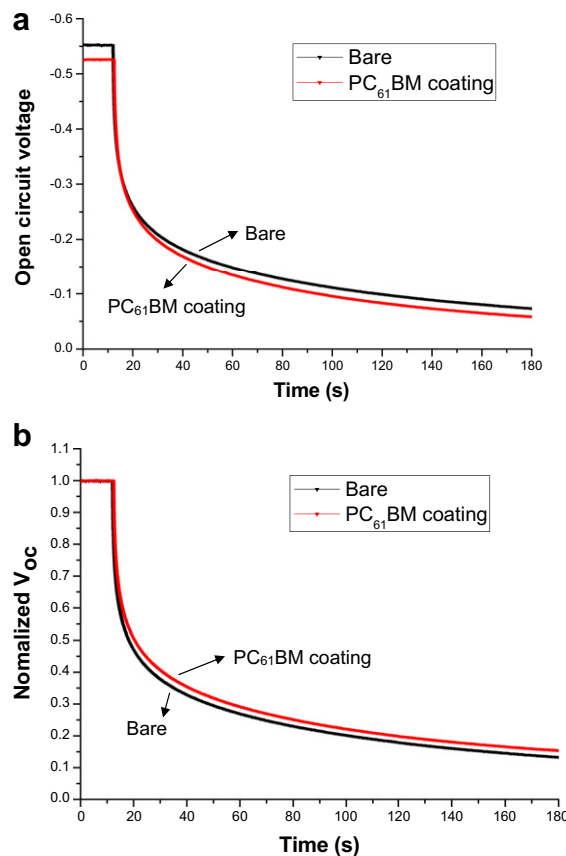 a
-0.6
-0.5
-0.4
-0.3
-0.2
-0.1
0.0
Open circuit voltage
Bare
PC₆₁BM coating
Bare
PC₆₁BM coating
0 20 40 60 80 100 120 140 160 180
Time (s)
b
1.1
1.0
0.9
0.8
0.7
0.6
0.5
0.4
0.3
0.2
0.1
0.0
Nomalized Voc
Bare
PC₆₁BM coating
PC₆₁BM coating
Bare
0 20 40 60 80 100 120 140 160 180
Time (s)